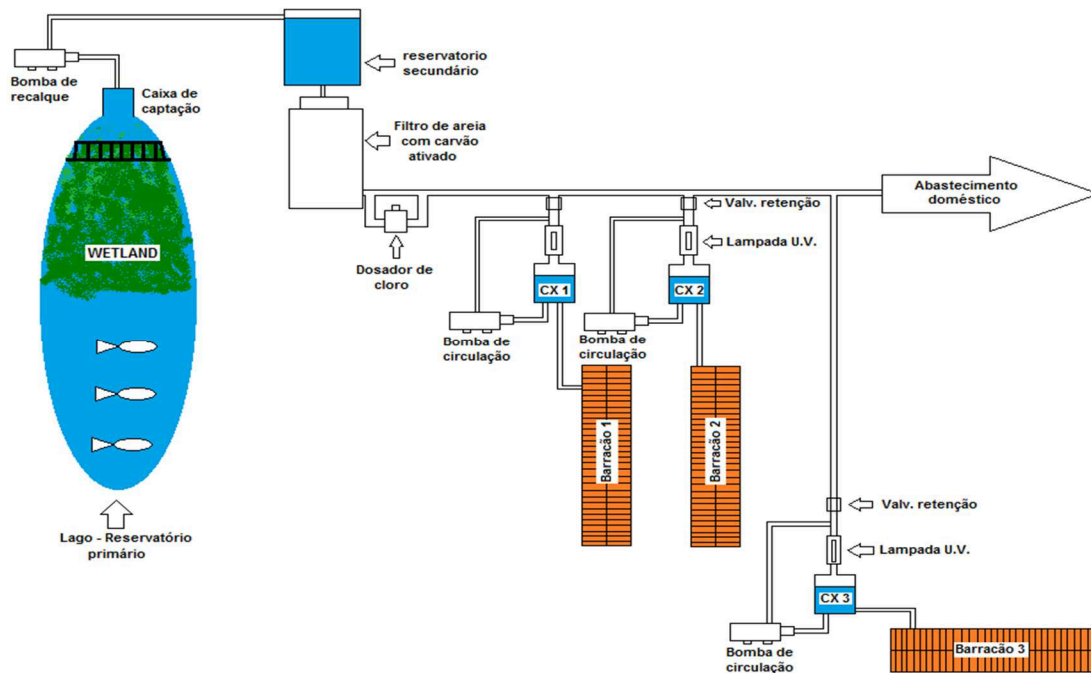 Bomba de
recalque
Caixa de
captação
reservatorio
secundário
Filtro de areia
com carvão
ativado
WETLAND
Lago - Reservatório
primário
Dosador de
cloro
Valv. retenção
Lampada U.V.
Abastecimento
doméstico
CX 1
CX 2
Bomba de
circulação
Bomba de
circulação
Barracão 1
Barracão 2
Valv. retenção
Lampada U.V.
CX 3
Bomba de
circulação
Barracão 3